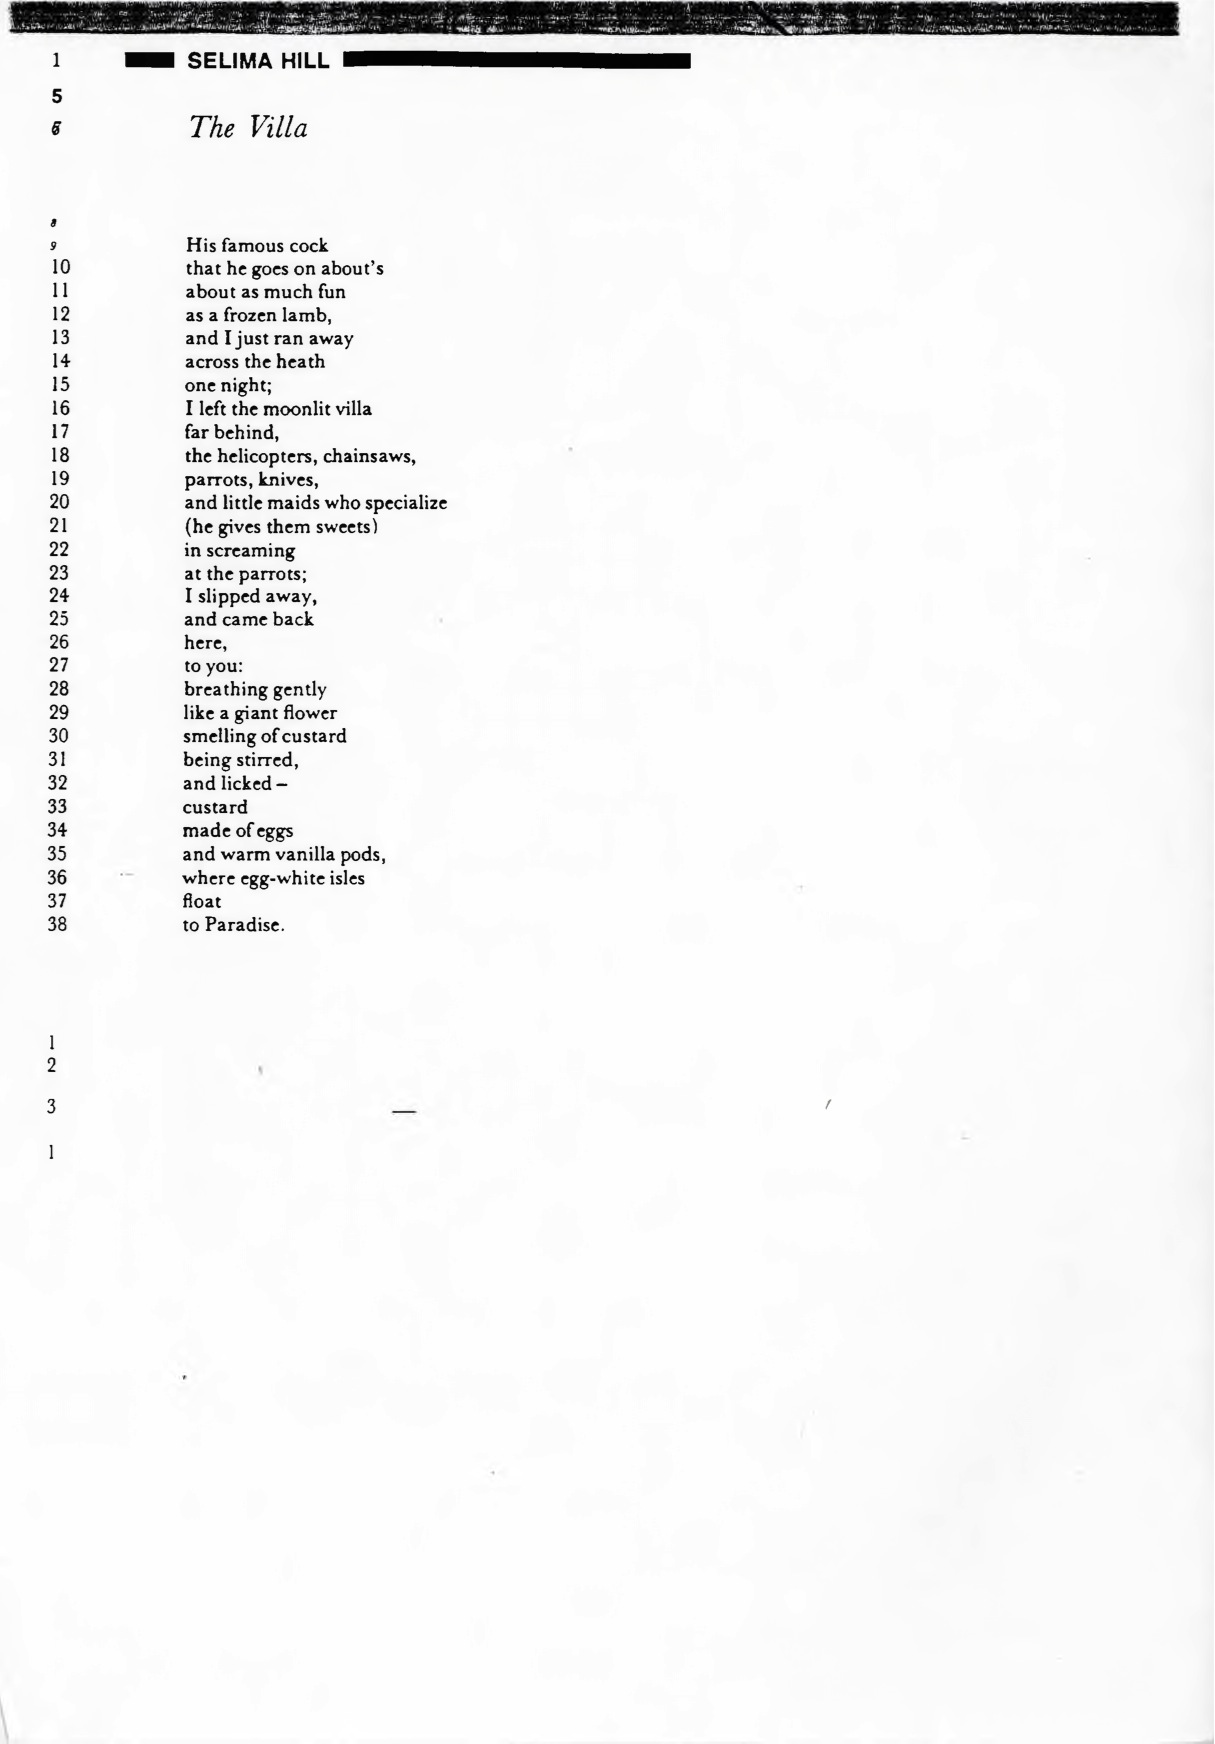 1 SELIMA HILL
5
The Villa
8
9 His famous cock
10 that he goes on about's
11 about as much fun
12 as a frozen lamb,
13 and I just ran away
14 across the heath
15 one night;
16 I left the moonlit villa
17 far behind,
18 the helicopters, chainsaws,
19 parrots, knives,
20 and little maids who specialize
21 (he gives them sweets)
22 in screaming
23 at the parrots;
24 I slipped away,
25 and came back
26 here,
27 to you:
28 breathing gently
29 like a giant flower
30 smelling of custard
31 being stirred,
32 and licked –
33 custard
34 made of eggs
35 and warm vanilla pods,
36 where egg-white isles
37 float
38 to Paradise.
1
2
3
1